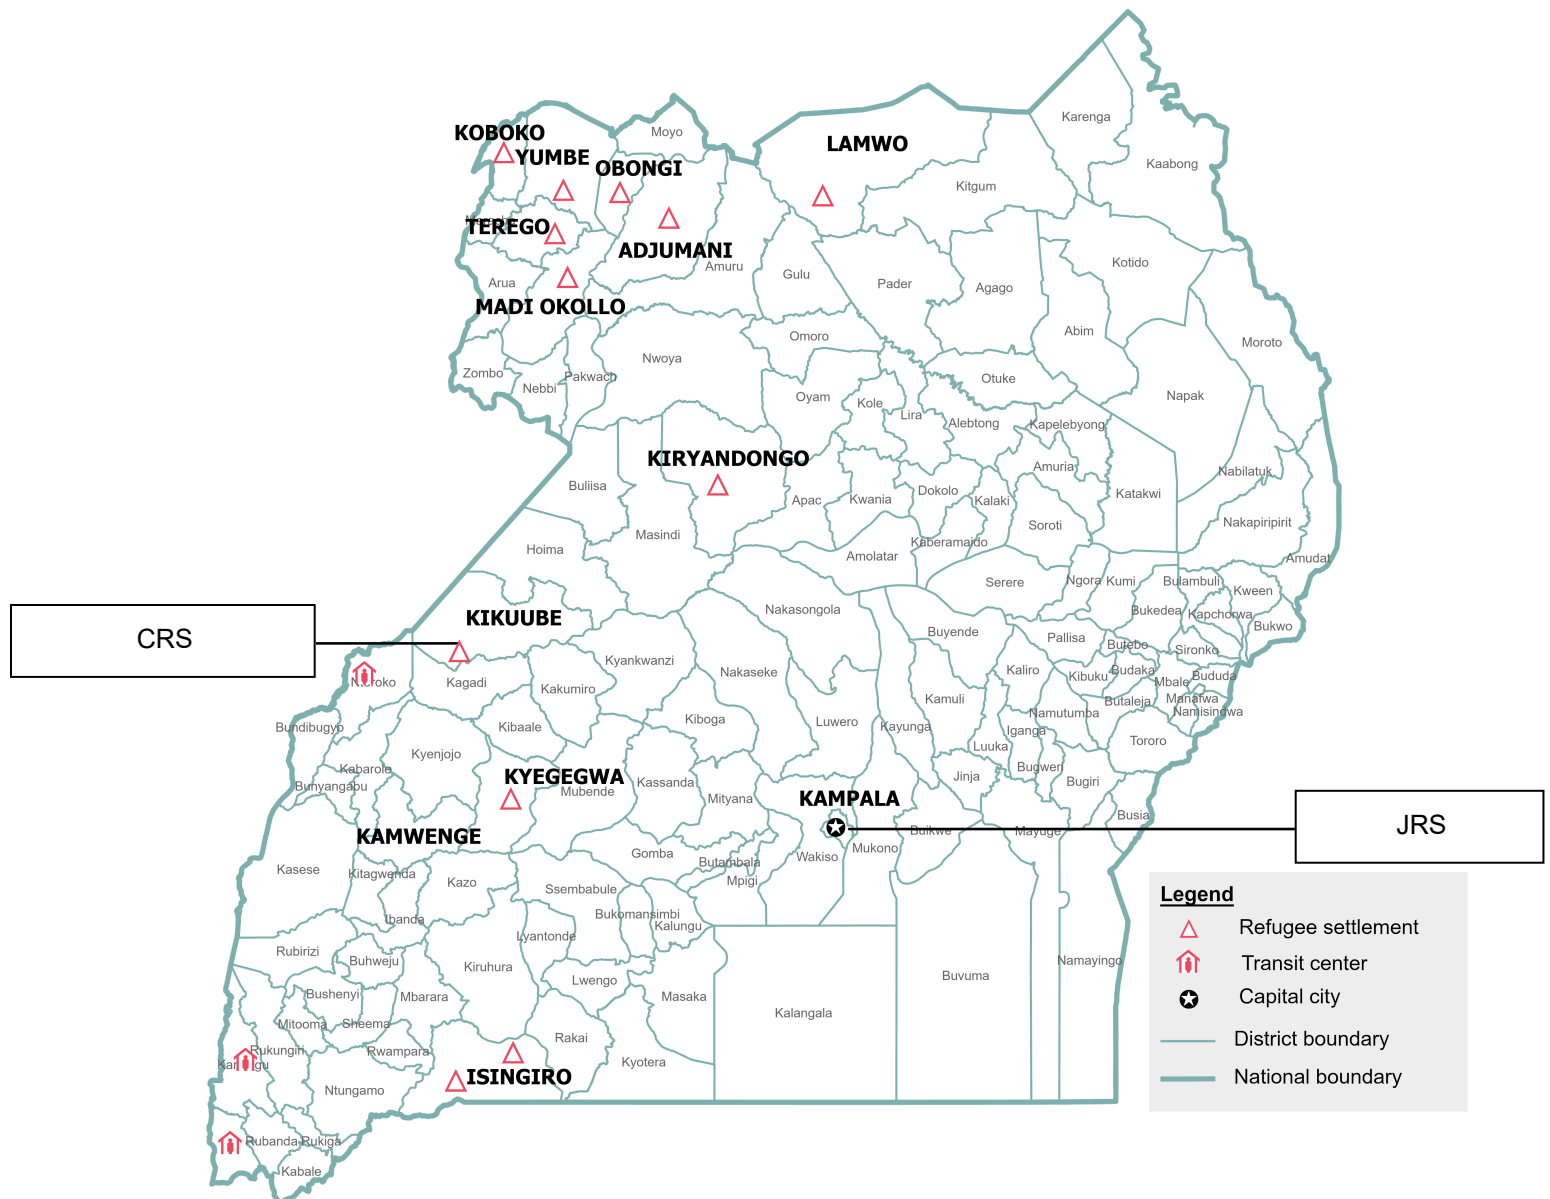 Karenga
Kaabong
Moyo
KOBOKO
YUMBE
OBONGI
LAMWO
Kitgum
TEREGO
ADJUMANI
Amuru
Gulu
Pader
Agago
Kotido
Arua
MADI OKOLLO
Omoro
Abim
Moroto
Nwoya
Zombo
Nebbi
Pakwach
Otuke
Napak
Oyam
Kole
Lira
Alebtong
Kapelebyong
KIRYANDONGO
Amuria
Nabilatuk
Buliisa
Apac
Kwania
Dokolo
Kalaki
Katakwi
Soroti
Nakapiripirit
Masindi
Hoima
Amolatar
Kaberamaido
Amudat
Serere
Ngora
Kumi
Bulambuli
Kween
Bukedea
Kapchorwa
Bukwo
CRS
KIKUUBE
Nakasongola
Buyende
Pallisa
Butebo
Sironko
Kyankwanzi
Nakaseke
Kaliro
Kibuku
Budaka
Mbale
Bududa
Kagadi
Kakumiro
Kamuli
Butaleja
Manafwa
Namisindwa
Bundibugyo
Kibaale
Kiboga
Luwero
Kayunga
Namutumba
Iganga
Luuka
Tororo
Kyenjojo
Kabarole
Bunyangabu
KYEGEGWA
Mubende
Kassanda
Mityana
Jinja
Bugweri
Bugiri
KAMPALA
Busia
JRS
KAMWENGE
Buikwe
Mayuge
Mukono
Wakiso
Kasese
Kitagwenda
Kazo
Gomba
Butambala
Mpigi
Ssembabule
Ibanda
Bukomansimbi
Kalungu
Lyantonde
Rubirizi
Buhweju
Kiruhura
Lwengo
Masaka
Kalangala
Buvuma
Namayingo
Bushenyi
Mbarara
Mitooma
Sheema
Rukungiri
Rwampara
Rakai
Kyotera
ISINGIRO
Ntungamo
Rubanda
Rukiga
Kabale
Legend
Refugee settlement
Transit center
Capital city
District boundary
National boundary